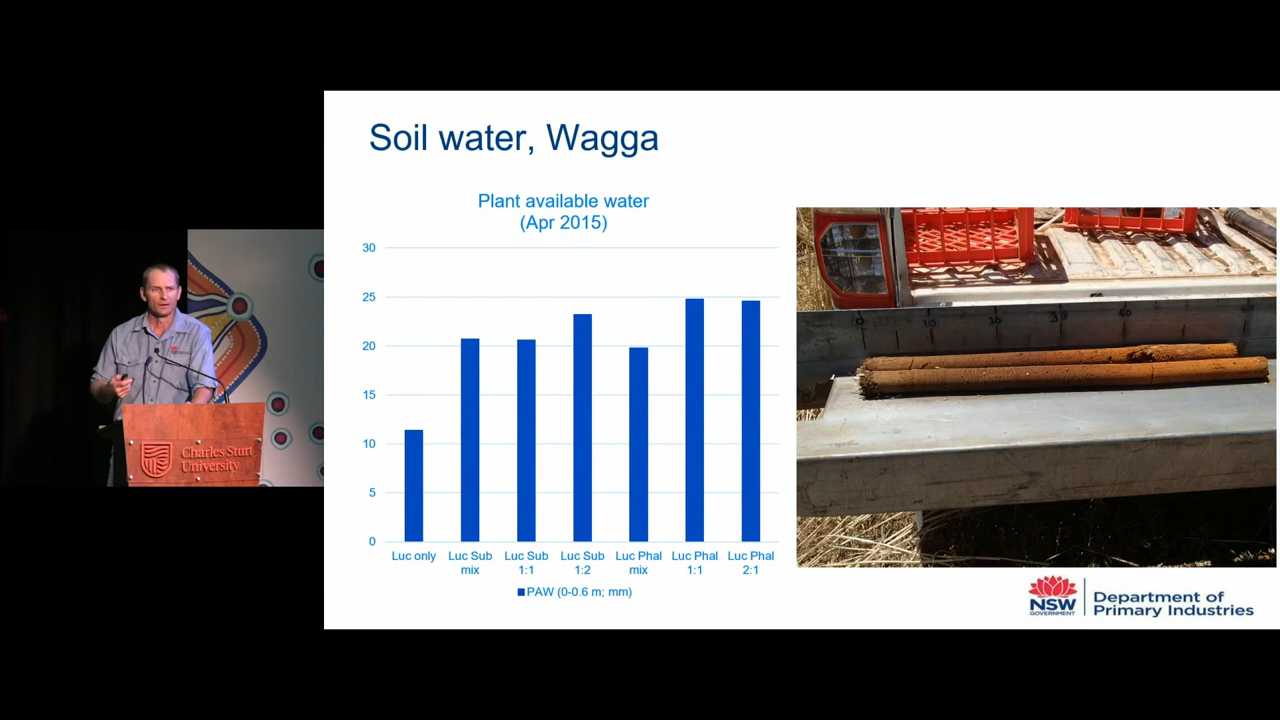 Soil water, Wagga
Plant available water
(Apr 2015)
30
25
20
15
10
5
0
Luc only
Luc Sub mix
Luc Sub 1:1
Luc Sub 1:2
Luc Phal mix
Luc Phal 1:1
Luc Phal 2:1
PAW (0-0.6 m; mm)
Charles Sturt
University
NSW
GOVERNMENT
Department of
Primary Industries